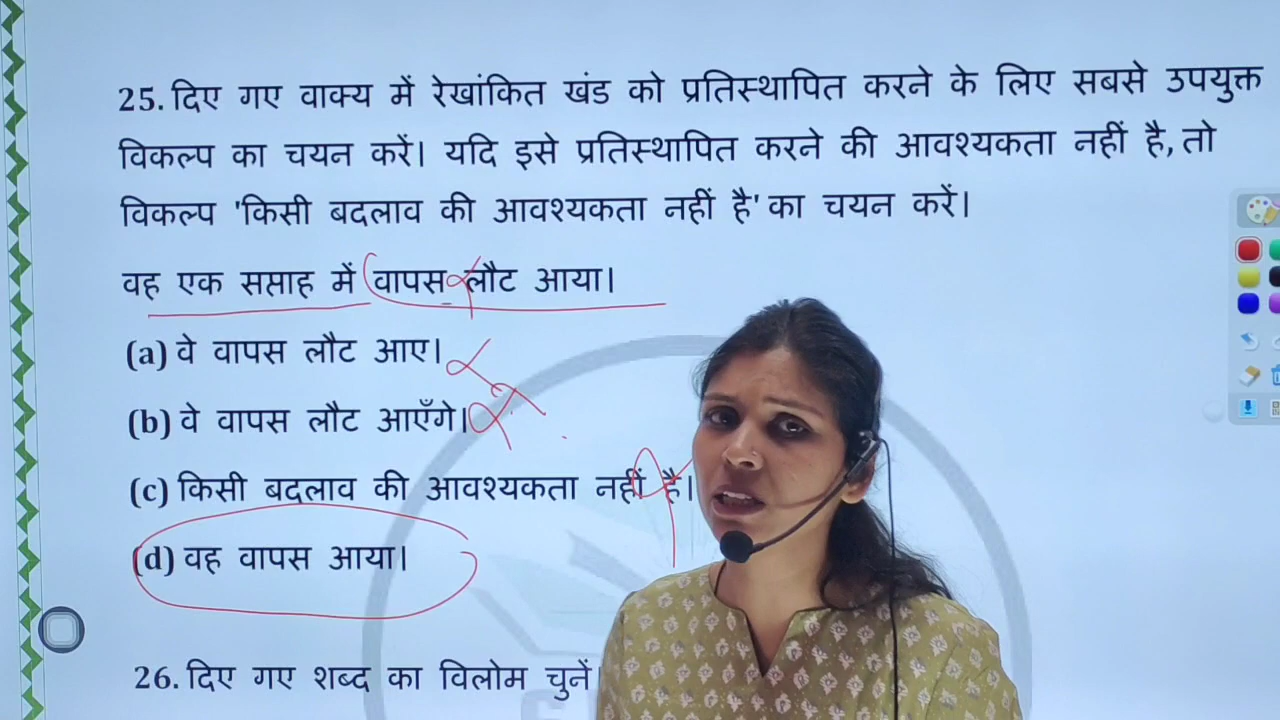 25. दिए गए वाक्य में रेखांकित खंड को प्रतिस्थापित करने के लिए सबसे उपयुक्त
विकल्प का चयन करें। यदि इसे प्रतिस्थापित करने की आवश्यकता नहीं है, तो
विकल्प 'किसी बदलाव की आवश्यकता नहीं है' का चयन करें।
वह एक सप्ताह में वापस लौट आया।
(a) वे वापस लौट आए।
(b) वे वापस लौट आएँगे।
(c) किसी बदलाव की आवश्यकता नहीं है।
(d) वह वापस आया।
26. दिए गए शब्द का विलोम चुनें